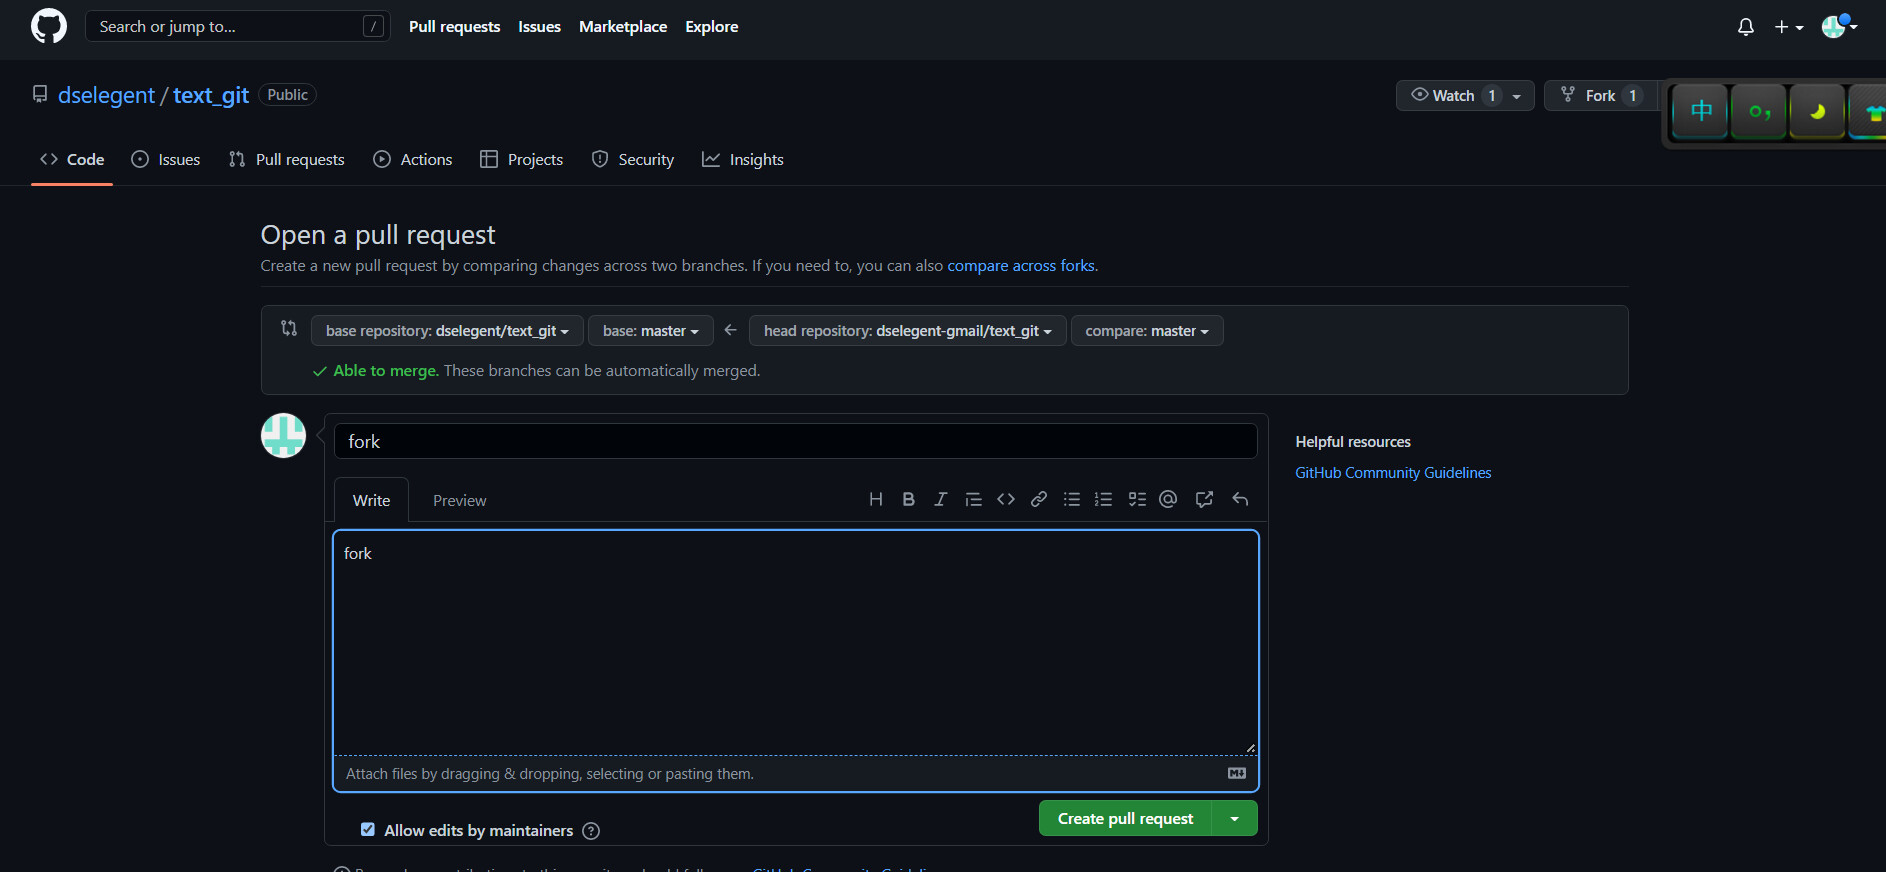 Search or jump to... / Pull requests Issues Marketplace Explore
dselegent / text_git Public Watch 1 Fork 1
中
Code Issues Pull requests Actions Projects Security Insights
Open a pull request
Create a new pull request by comparing changes across two branches. If you need to, you can also compare across forks.
base repository: dselegent/text_git base: master head repository: dselegent-gmail/text_git compare: master
Able to merge. These branches can be automatically merged.
fork
Helpful resources
GitHub Community Guidelines
Write Preview
fork
Attach files by dragging & dropping, selecting or pasting them.
Allow edits by maintainers
Create pull request